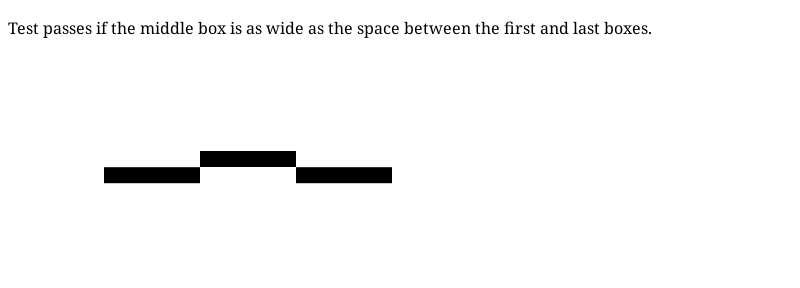 Test passes if the middle box is as wide as the space between the first and last boxes.